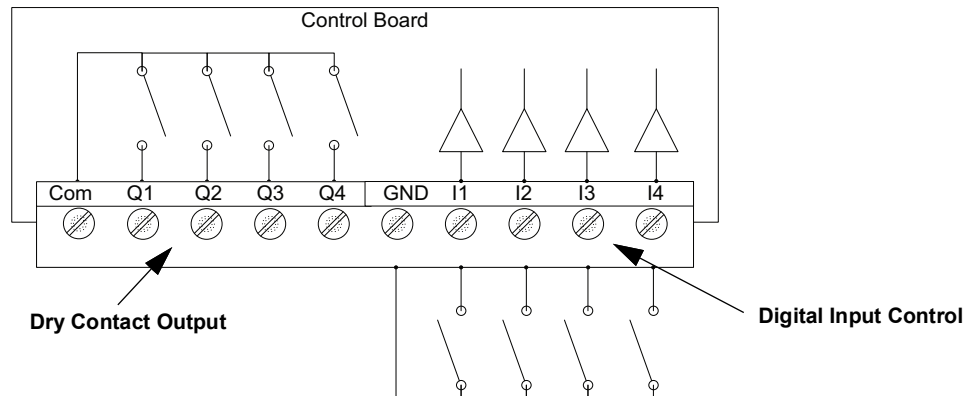 Control Board
Com Q1 Q2 Q3 Q4 GND I1 I2 I3 I4
Dry Contact Output
Digital Input Control